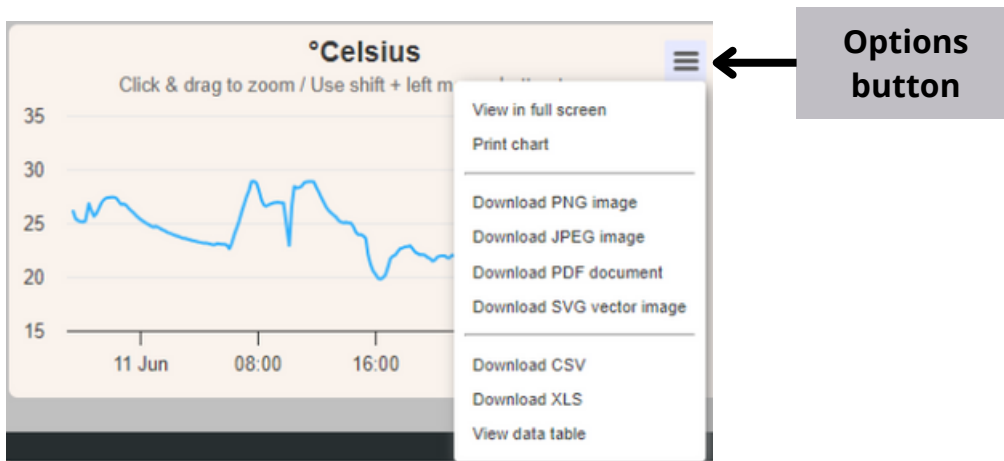 °Celsius
Click & drag to zoom / Use shift + left m
Options
button
View in full screen
Print chart
Download PNG image
Download JPEG image
Download PDF document
Download SVG vector image
Download CSV
Download XLS
View data table
35
30
25
20
15
11 Jun 08:00 16:00